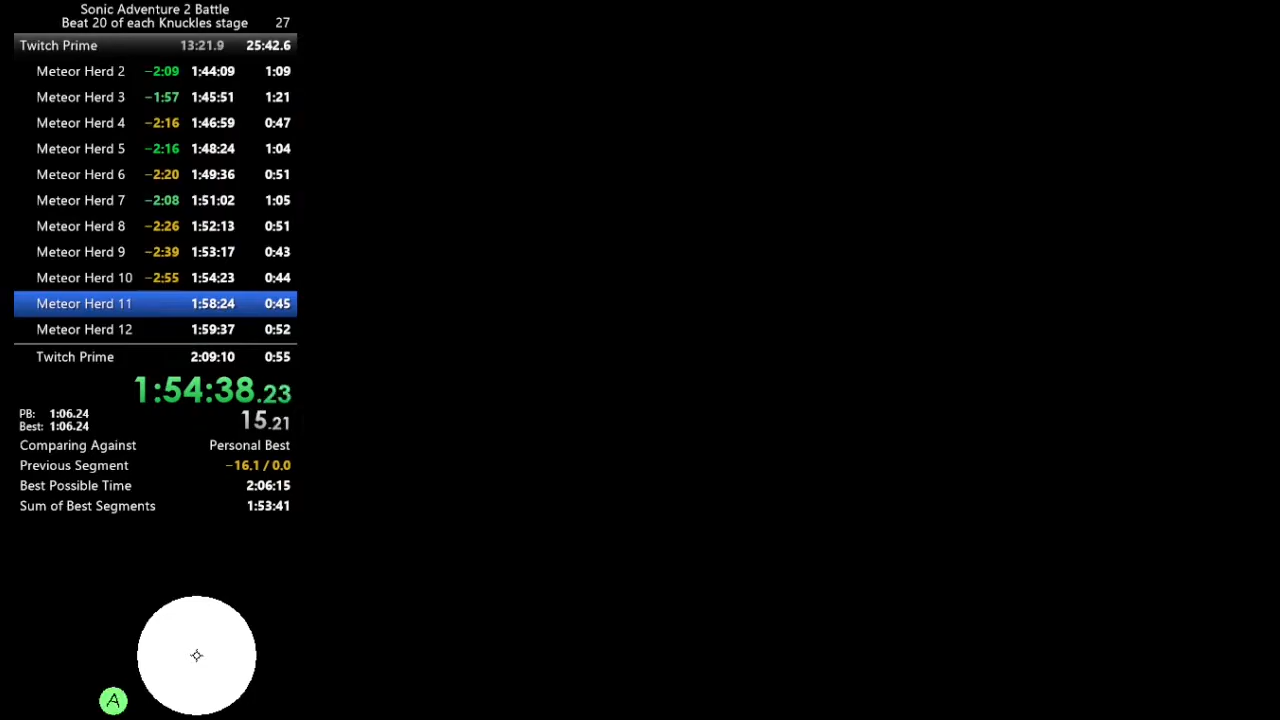 Sonic Adventure 2 Battle
Beat 20 of each Knuckles stage 27
Twitch Prime 13:21.9 25:42.6
Meteor Herd 2 −2:09 1:44:09 1:09
Meteor Herd 3 −1:57 1:45:51 1:21
Meteor Herd 4 −2:16 1:46:59 0:47
Meteor Herd 5 −2:16 1:48:24 1:04
Meteor Herd 6 −2:20 1:49:36 0:51
Meteor Herd 7 −2:08 1:51:02 1:05
Meteor Herd 8 −2:26 1:52:13 0:51
Meteor Herd 9 −2:39 1:53:17 0:43
Meteor Herd 10 −2:55 1:54:23 0:44
Meteor Herd 11 1:58:24 0:45
Meteor Herd 12 1:59:37 0:52
Twitch Prime 2:09:10 0:55
1:54:38.23
PB: 1:06.24
Best: 1:06.24
15.21
Comparing Against Personal Best
Previous Segment −16.1 / 0.0
Best Possible Time 2:06:15
Sum of Best Segments 1:53:41
A